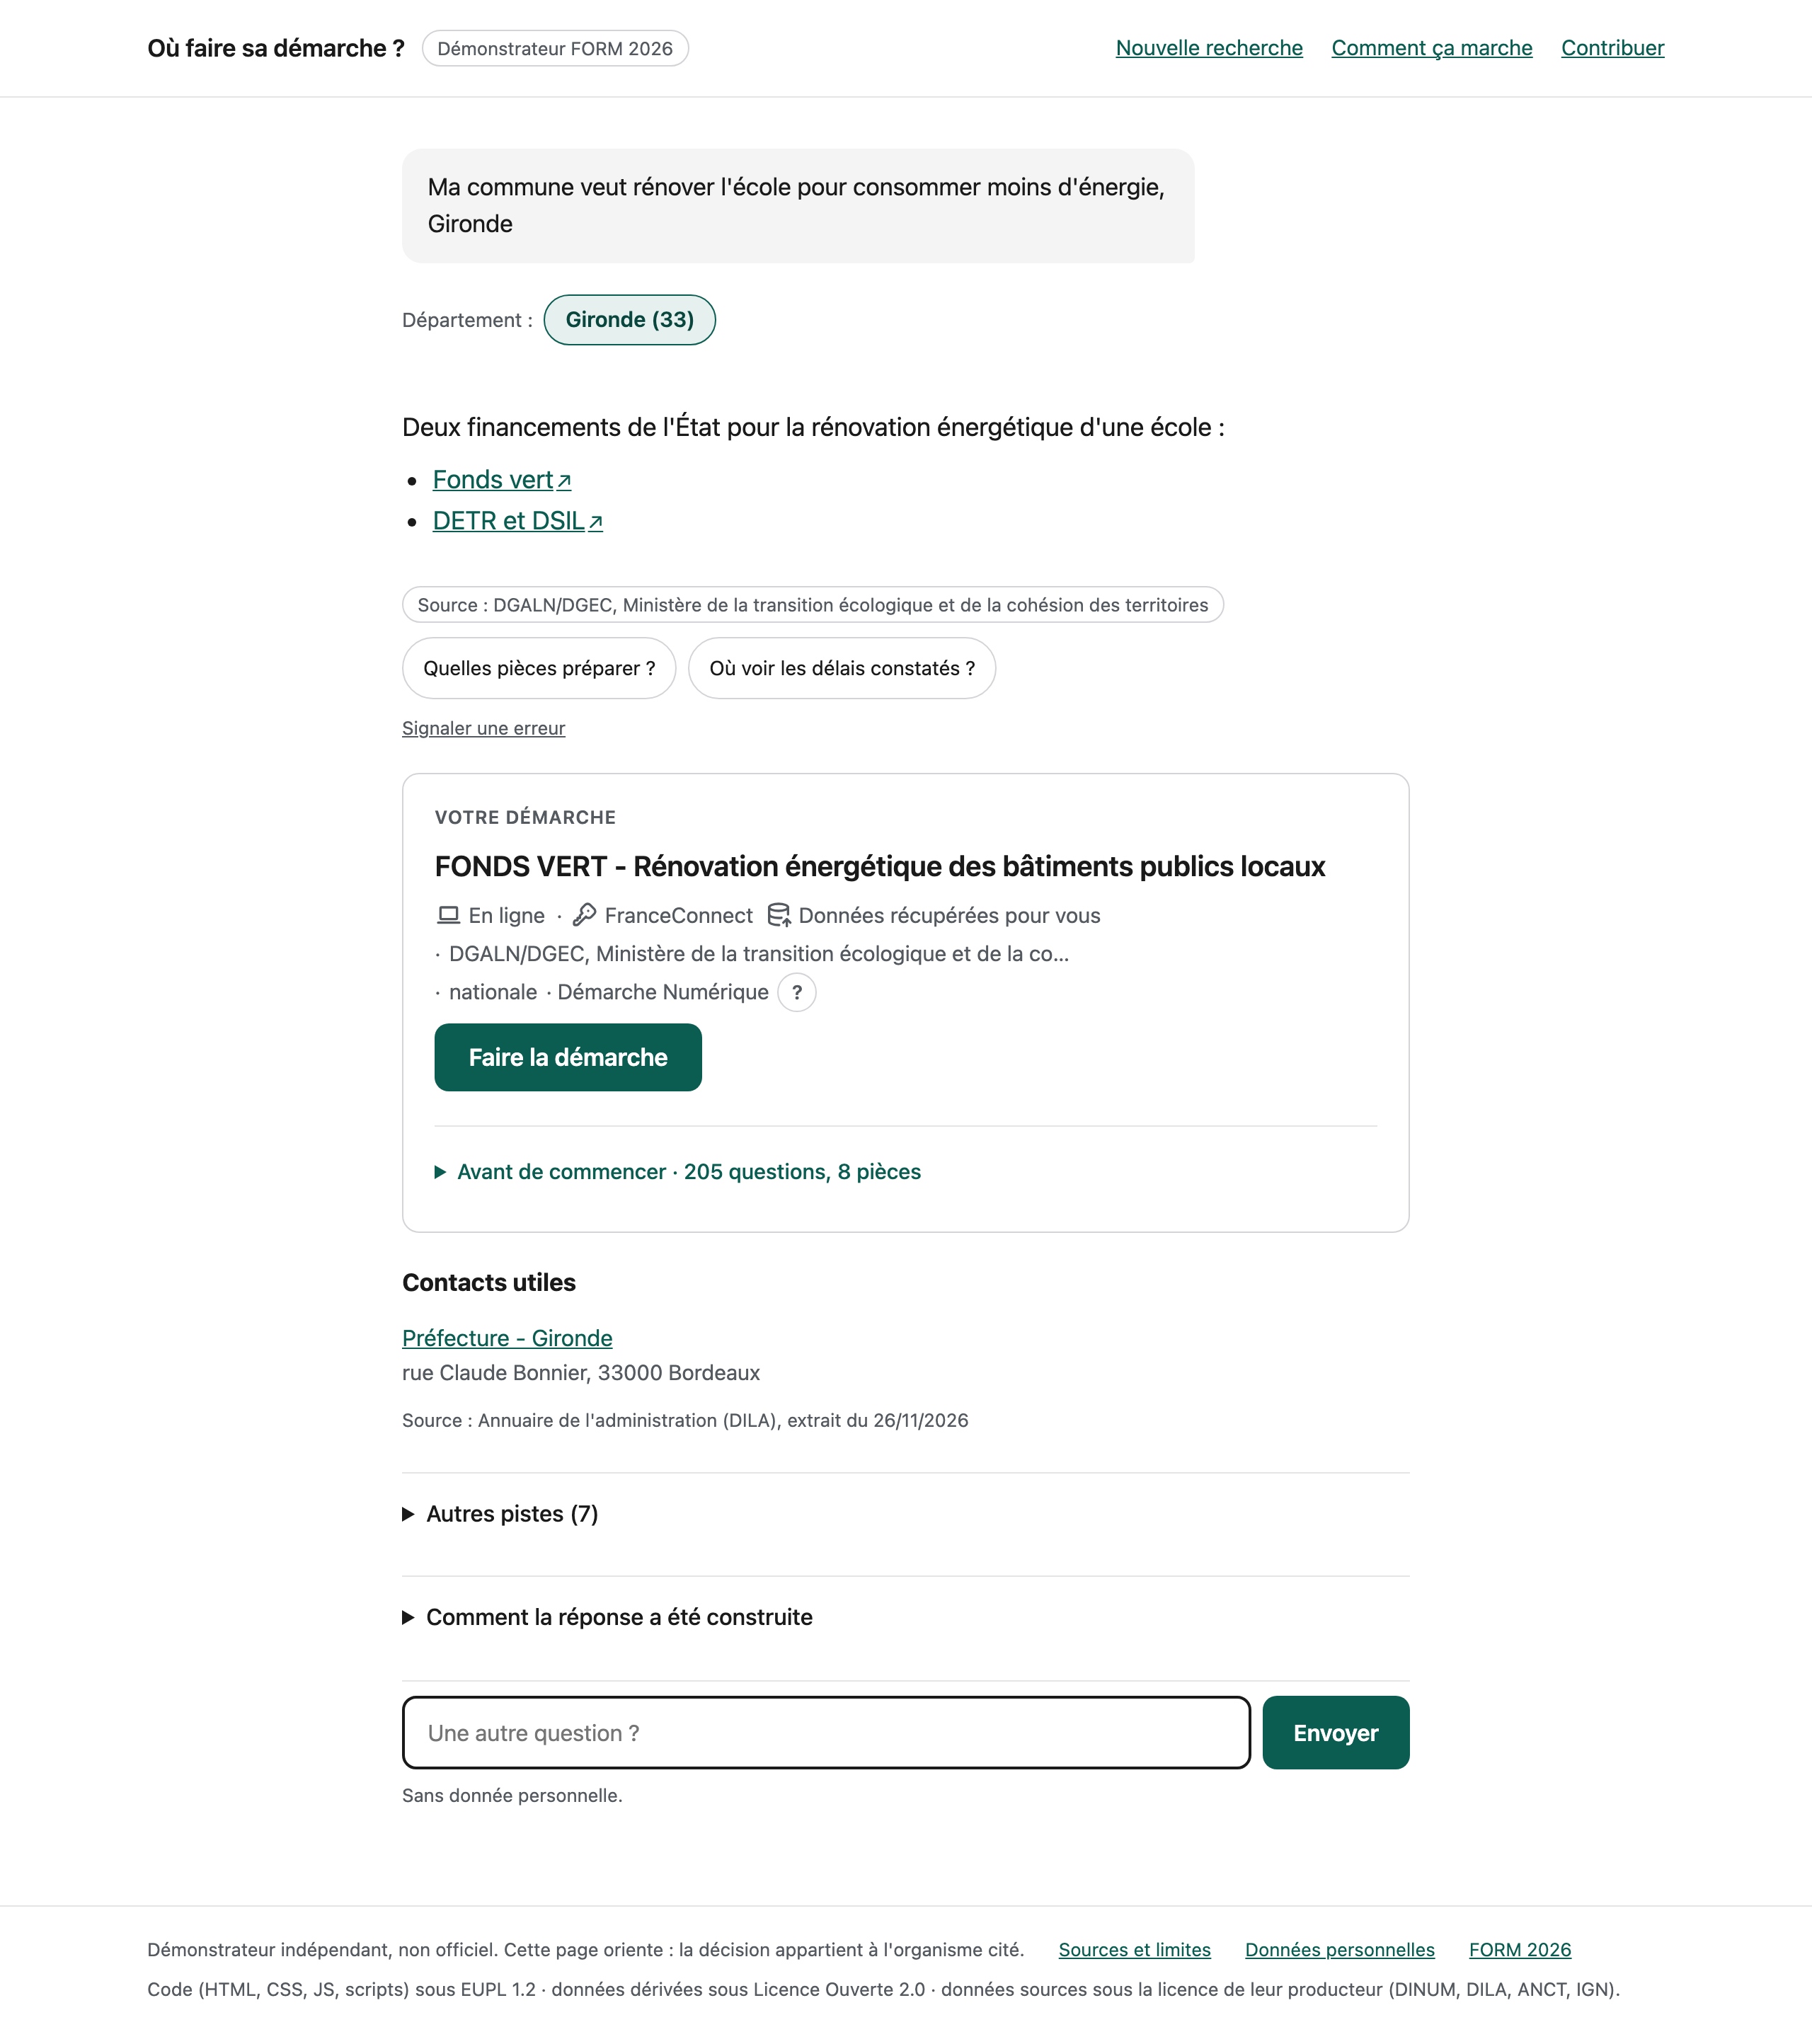 Où faire sa démarche ?
Démonstrateur FORM 2026
Nouvelle recherche
Comment ça marche
Contribuer
Ma commune veut rénover l'école pour consommer moins d'énergie,
Gironde
Département :
Gironde (33)
Deux financements de l'État pour la rénovation énergétique d'une école :
Fonds vert
DETR et DSIL
Source : DGALN/DGEC, Ministère de la transition écologique et de la cohésion des territoires
Quelles pièces préparer ?
Où voir les délais constatés ?
Signaler une erreur
VOTRE DÉMARCHE
FONDS VERT - Rénovation énergétique des bâtiments publics locaux
En ligne · FranceConnect Données récupérées pour vous
· DGALN/DGEC, Ministère de la transition écologique et de la co...
· nationale · Démarche Numérique ?
Faire la démarche
Avant de commencer · 205 questions, 8 pièces
Contacts utiles
Préfecture - Gironde
rue Claude Bonnier, 33000 Bordeaux
Source : Annuaire de l'administration (DILA), extrait du 26/11/2026
Autres pistes (7)
Comment la réponse a été construite
Une autre question ?
Envoyer
Sans donnée personnelle.
Démonstrateur indépendant, non officiel. Cette page oriente : la décision appartient à l'organisme cité.
Sources et limites
Données personnelles
FORM 2026
Code (HTML, CSS, JS, scripts) sous EUPL 1.2 · données dérivées sous Licence Ouverte 2.0 · données sources sous la licence de leur producteur (DINUM, DILA, ANCT, IGN).